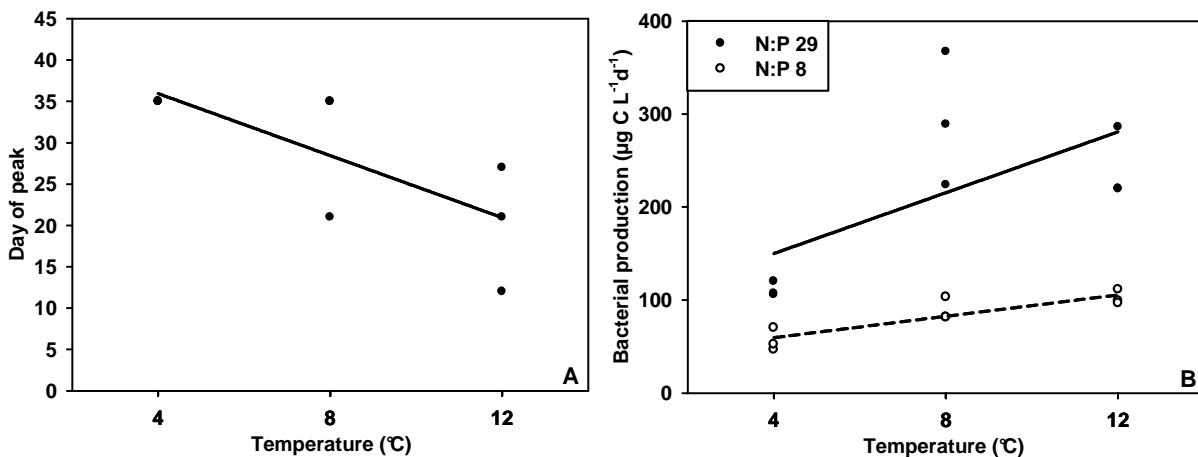 45
40
35
30
25
20
15
10
5
0
Day of peak
4 8 12
Temperature (°C)
A
400
300
200
100
0
Bacterial production (µg C L⁻¹d⁻¹)
N:P 29
N:P 8
4 8 12
Temperature (°C)
B